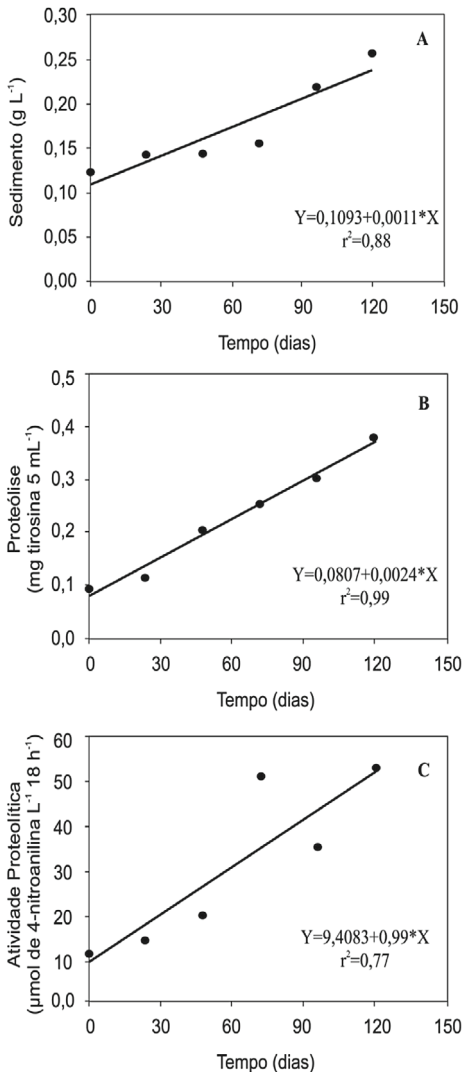 A
0,30
0,25
0,20
0,15
0,10
0,05
0,00
Sedimento (g L⁻¹)
Y=0,1093+0,0011*X
r²=0,88
0 30 60 90 120 150
Tempo (dias)
B
0,5
0,4
0,3
0,2
0,1
0,0
Proteólise
(mg tirosina 5 mL⁻¹)
Y=0,0807+0,0024*X
r²=0,99
0 30 60 90 120 150
Tempo (dias)
C
60
50
40
30
20
10
0,0
Atividade Proteolítica
(µmol de 4-nitroanilina L⁻¹ 18 h⁻¹)
Y=9,4083+0,99*X
r²=0,77
0 30 60 90 120 150
Tempo (dias)